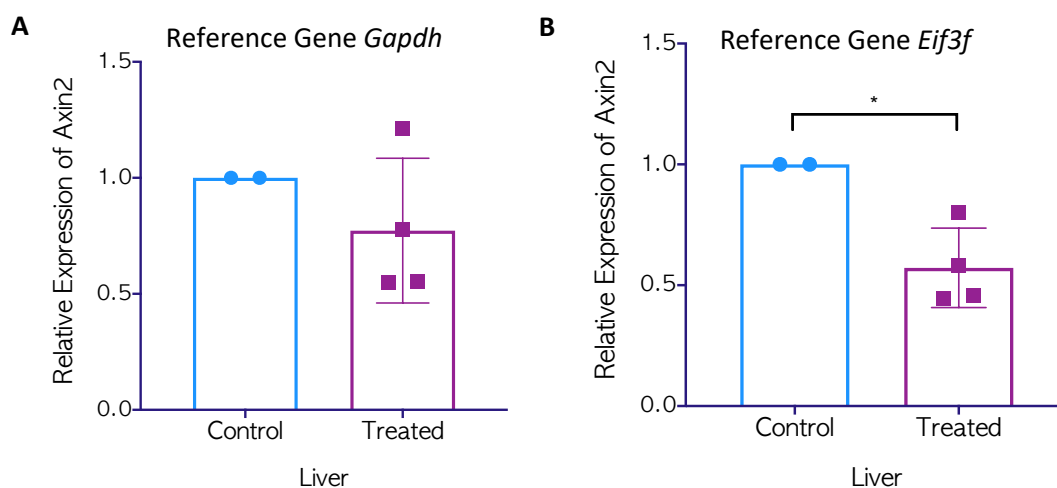 A
Reference Gene Gapdh
Relative Expression of Axin2
1.5
1.0
0.5
0.0
Control
Treated
Liver
B
Reference Gene Eif3f
Relative Expression of Axin2
1.5
1.0
0.5
0.0
*
Control
Treated
Liver